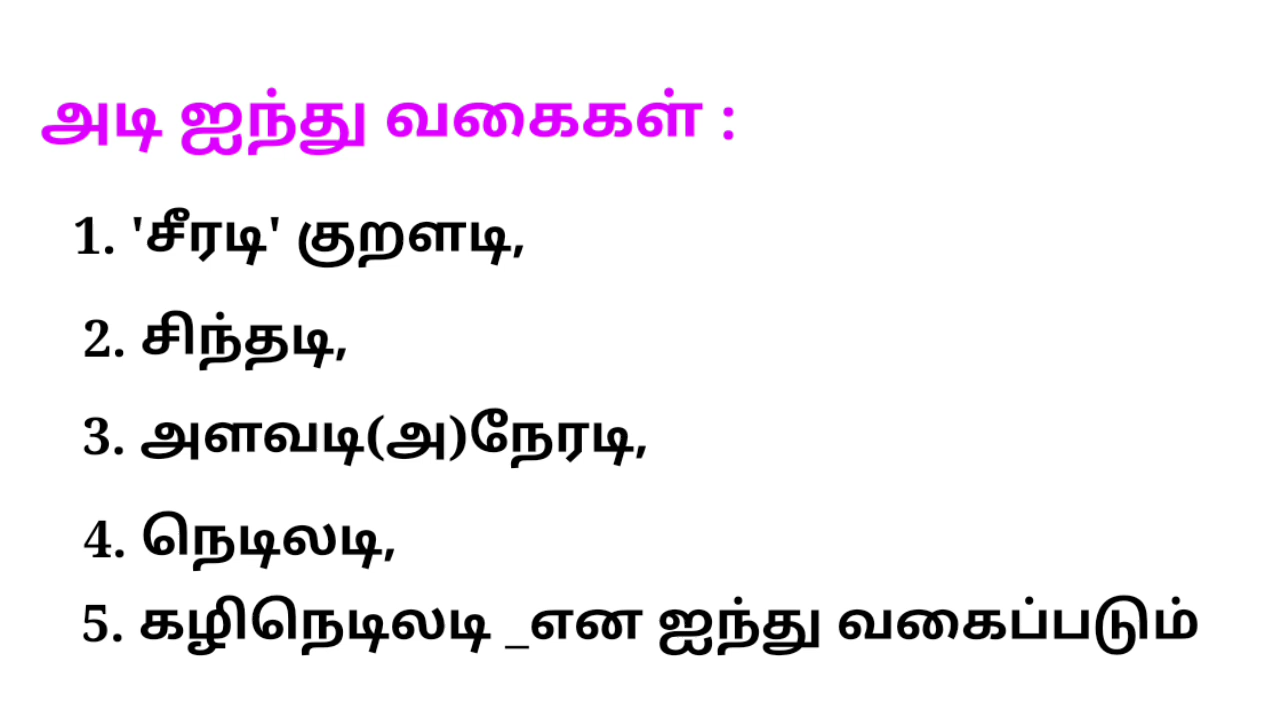 அடி ஐந்து வகைகள் :
1. 'சீரடி' குறளடி,
2. சிந்தடி,
3. அளவடி(அ)நேரடி,
4. நெடிலடி,
5. கழிநெடிலடி _என ஐந்து வகைப்படும்